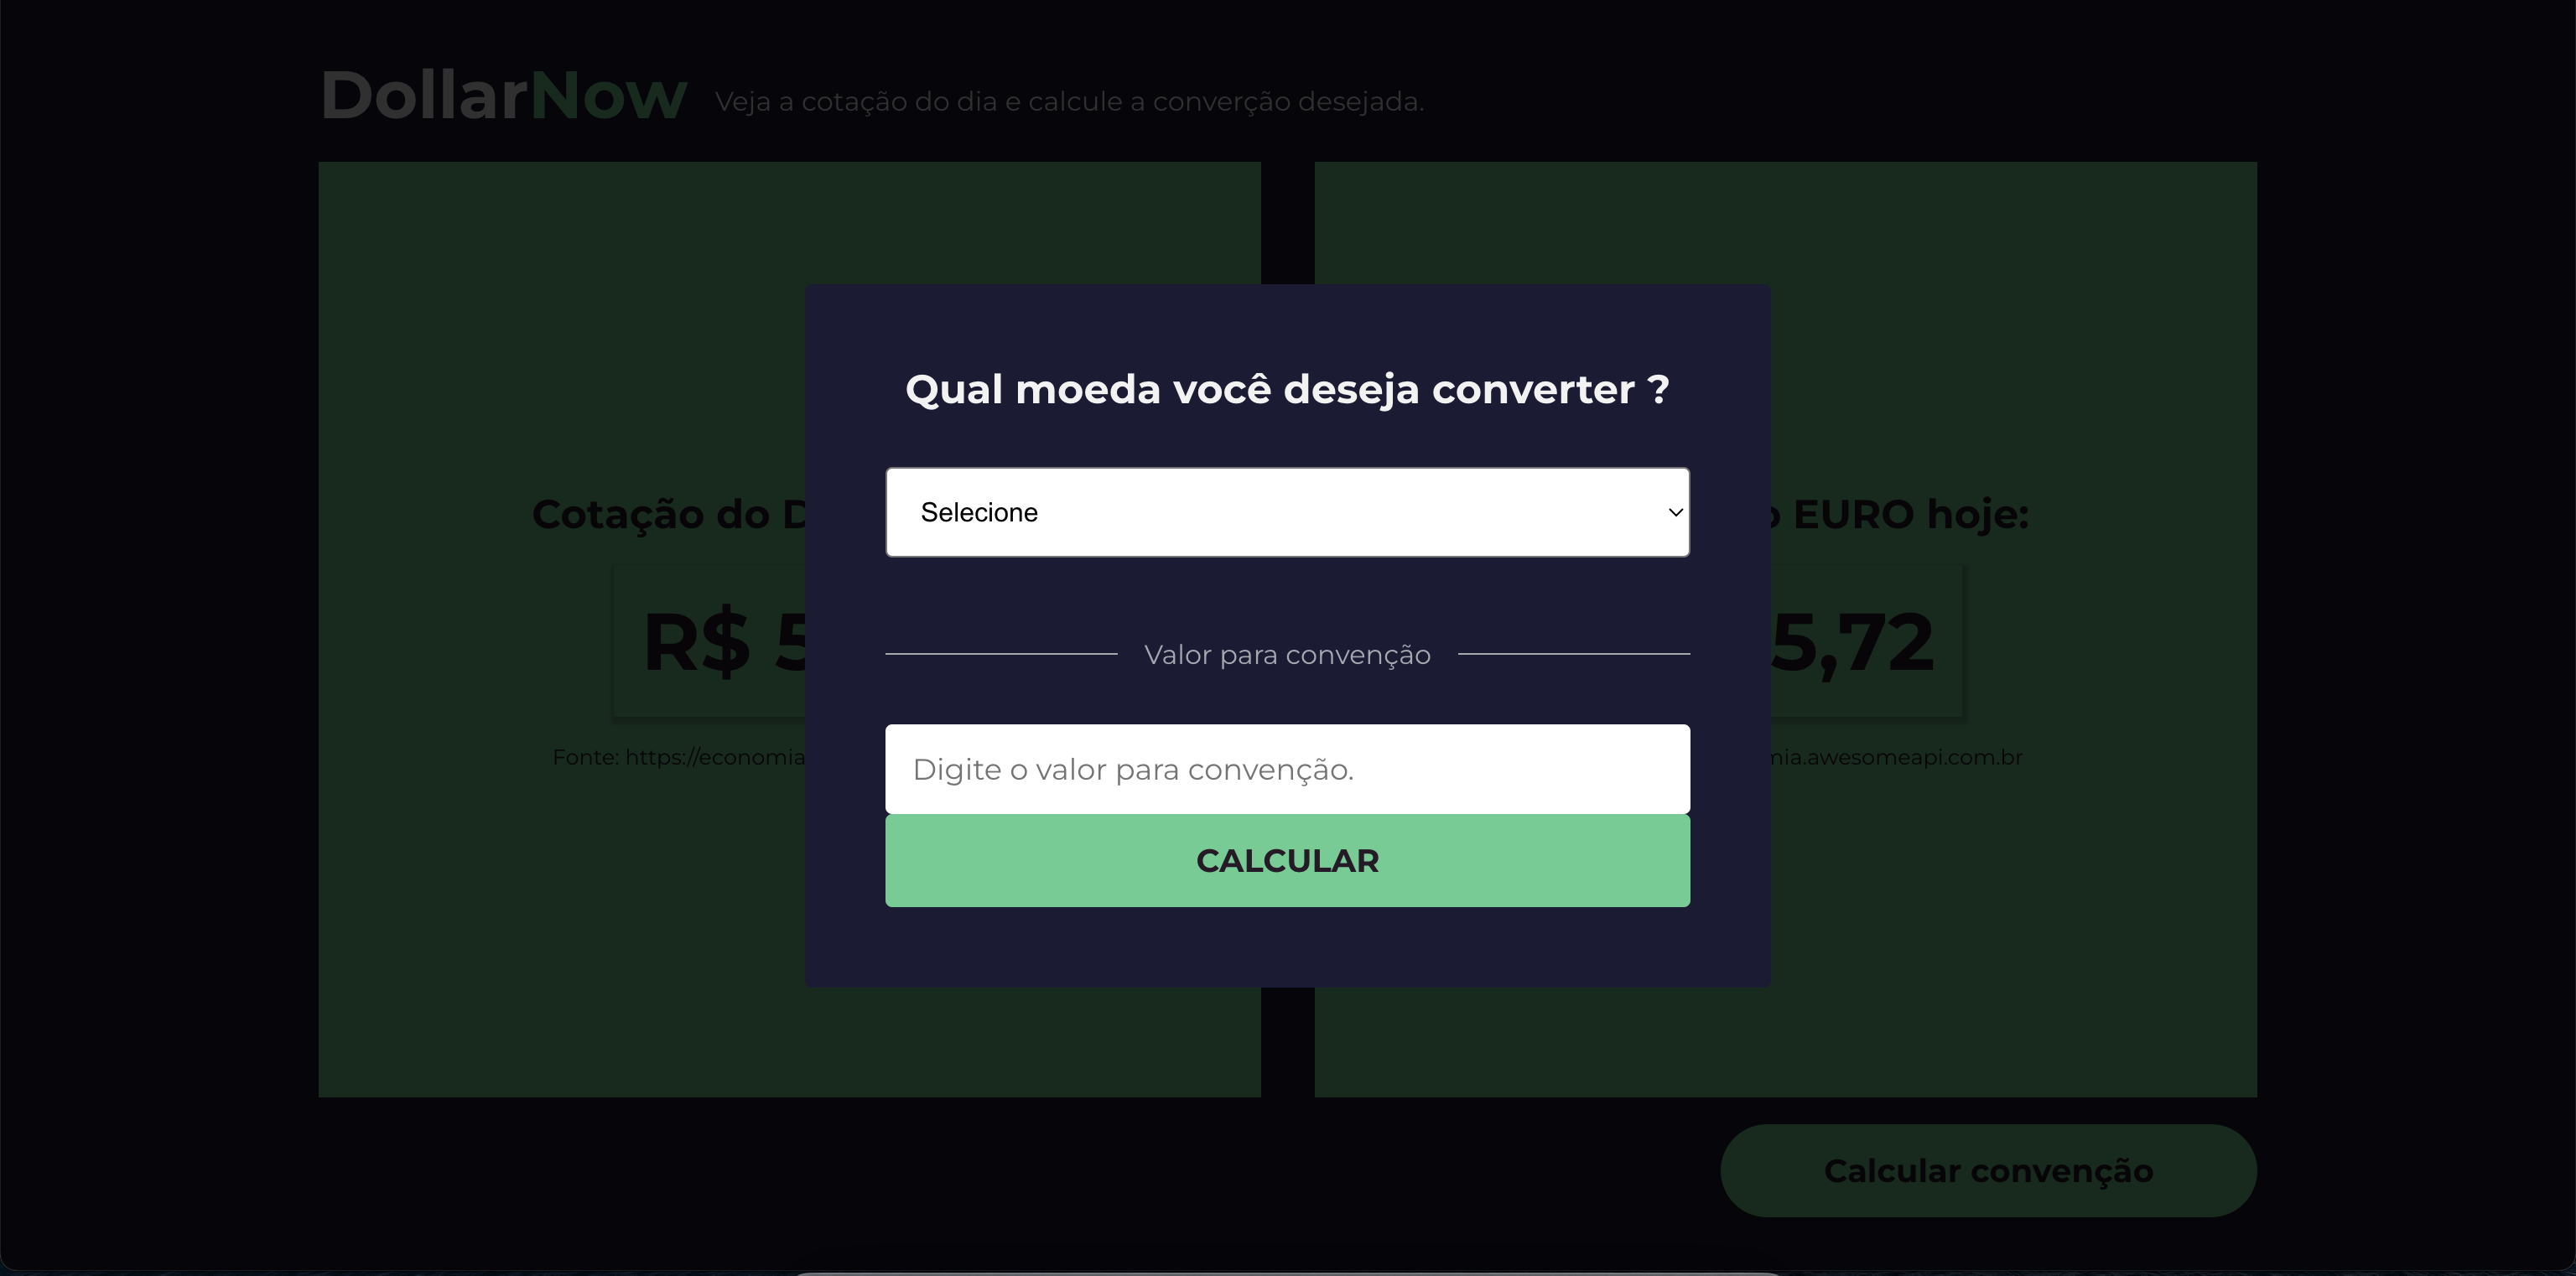 DollarNow Veja a cotação do dia e calcule a converção desejada.
Qual moeda você deseja converter ?
Selecione
Cotação do
EURO hoje:
R$ 5
5,72
Valor para convenção
Fonte: https://economia
mia.awesomeapi.com.br
Digite o valor para convenção.
CALCULAR
Calcular convenção